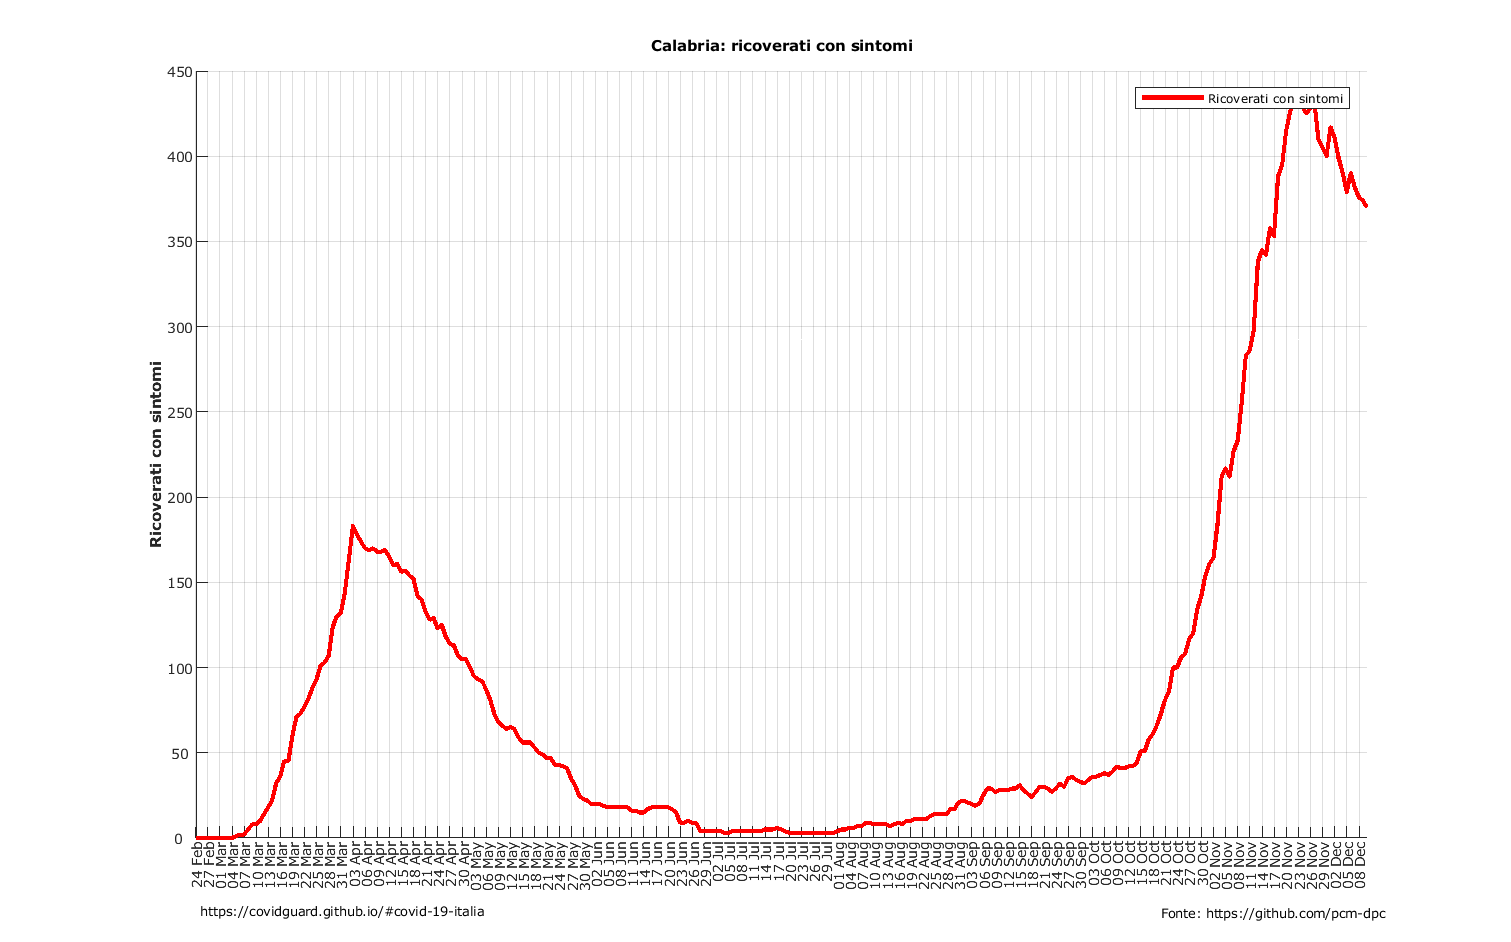 Calabria: ricoverati con sintomi
Ricoverati con sintomi
450
400
350
300
250
200
150
100
50
0
Ricoverati con sintomi
24 Feb
27 Feb
01 Mar
04 Mar
07 Mar
10 Mar
13 Mar
16 Mar
19 Mar
22 Mar
25 Mar
28 Mar
31 Mar
03 Apr
06 Apr
09 Apr
12 Apr
15 Apr
18 Apr
21 Apr
24 Apr
27 Apr
30 Apr
03 May
06 May
09 May
12 May
15 May
18 May
21 May
24 May
27 May
30 May
02 Jun
05 Jun
08 Jun
11 Jun
14 Jun
17 Jun
20 Jun
23 Jun
26 Jun
29 Jun
02 Jul
05 Jul
08 Jul
11 Jul
14 Jul
17 Jul
20 Jul
23 Jul
26 Jul
29 Jul
01 Aug
04 Aug
07 Aug
10 Aug
13 Aug
16 Aug
19 Aug
22 Aug
25 Aug
28 Aug
31 Aug
03 Sep
06 Sep
09 Sep
12 Sep
15 Sep
18 Sep
21 Sep
24 Sep
27 Sep
30 Sep
03 Oct
06 Oct
09 Oct
12 Oct
15 Oct
18 Oct
21 Oct
24 Oct
27 Oct
30 Oct
02 Nov
05 Nov
08 Nov
11 Nov
14 Nov
17 Nov
20 Nov
23 Nov
26 Nov
29 Nov
02 Dec
05 Dec
08 Dec
https://covidguard.github.io/#covid-19-italia
Fonte: https://github.com/pcm-dpc